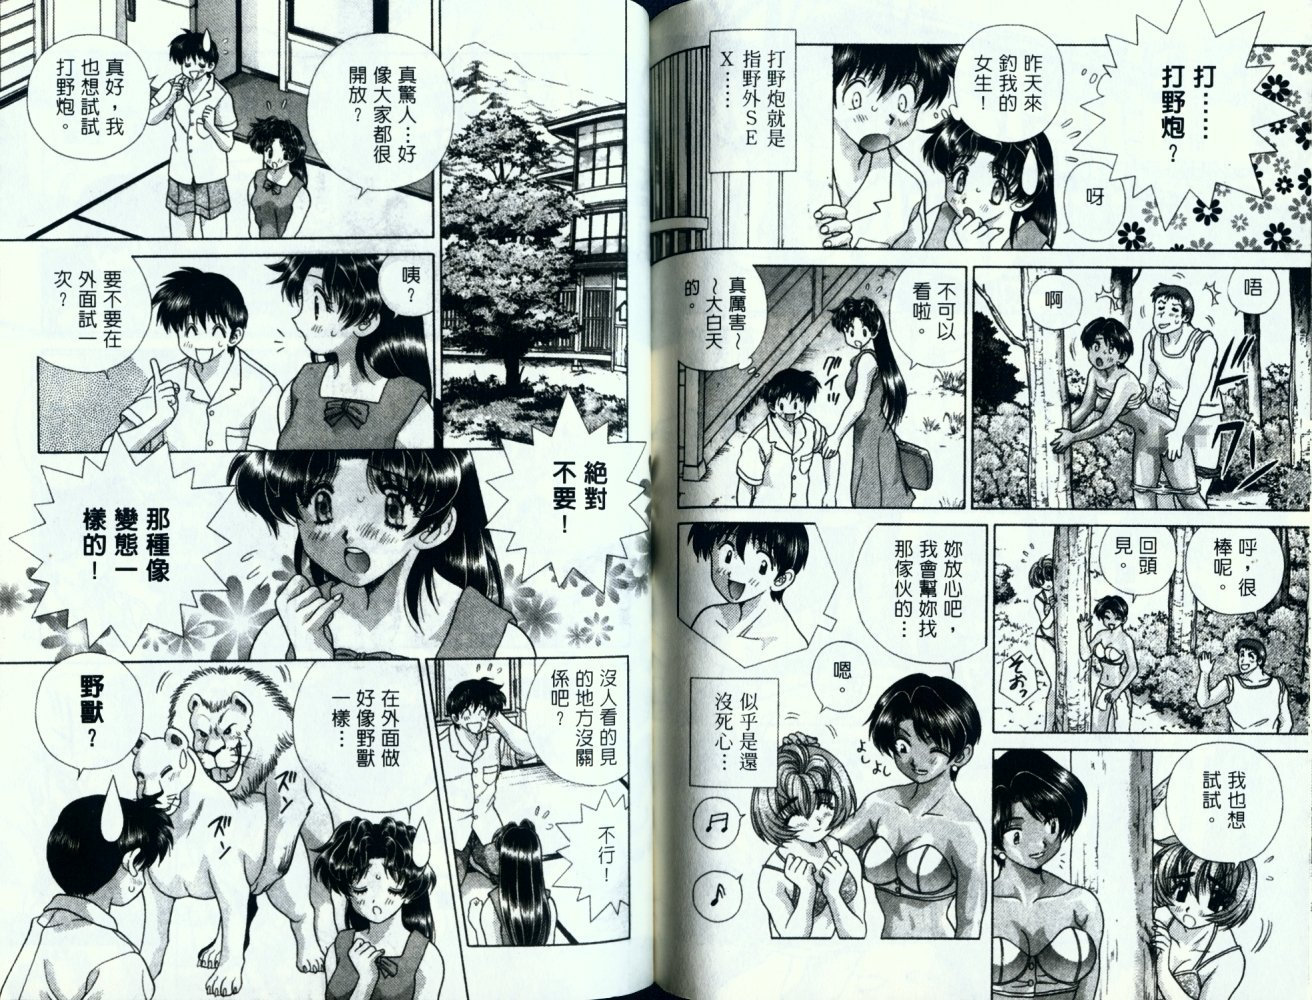 打……
打野炮？
昨天來
釣我的
女生！
呀
打野炮就是
指野外SE
X……
唔
啊
不可以
看啦。
真厲害～
～大白天
的。
呼，很
棒呢。
回頭
見。
我也想
試試。
妳放心吧，
我會幫妳找
那傢伙的…
嗯。
似乎是還
沒死心…
真驚人…好
像大家都很
開放？
真好，我
也想試試
打野炮。
咦？
要不要在
外面試一
次？
絕對
不要！
那種像
變態一
樣的！
沒人看的見
的地方沒關
係吧？
不行！
在外面做
好像野獸
一樣…
野獸？